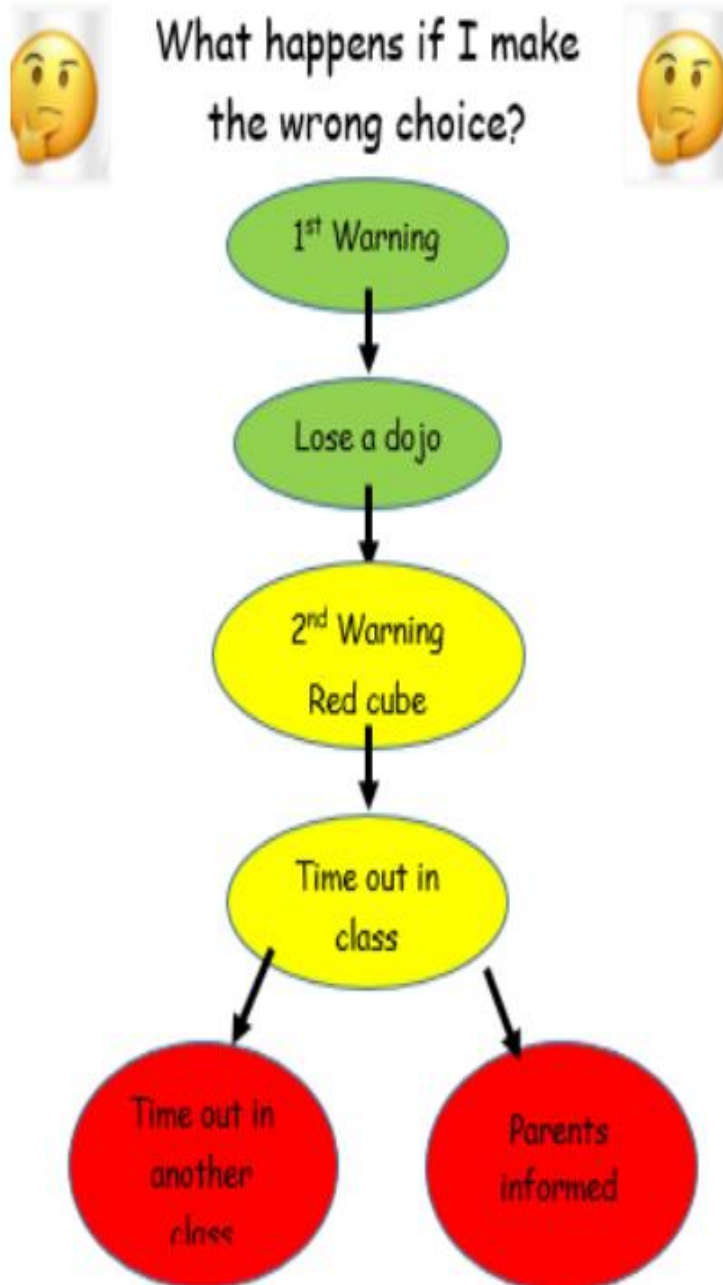 What happens if I make
the wrong choice?
1st Warning
Lose a dojo
2nd Warning
Red cube
Time out in
class
Time out in
another
class
Parents
informed